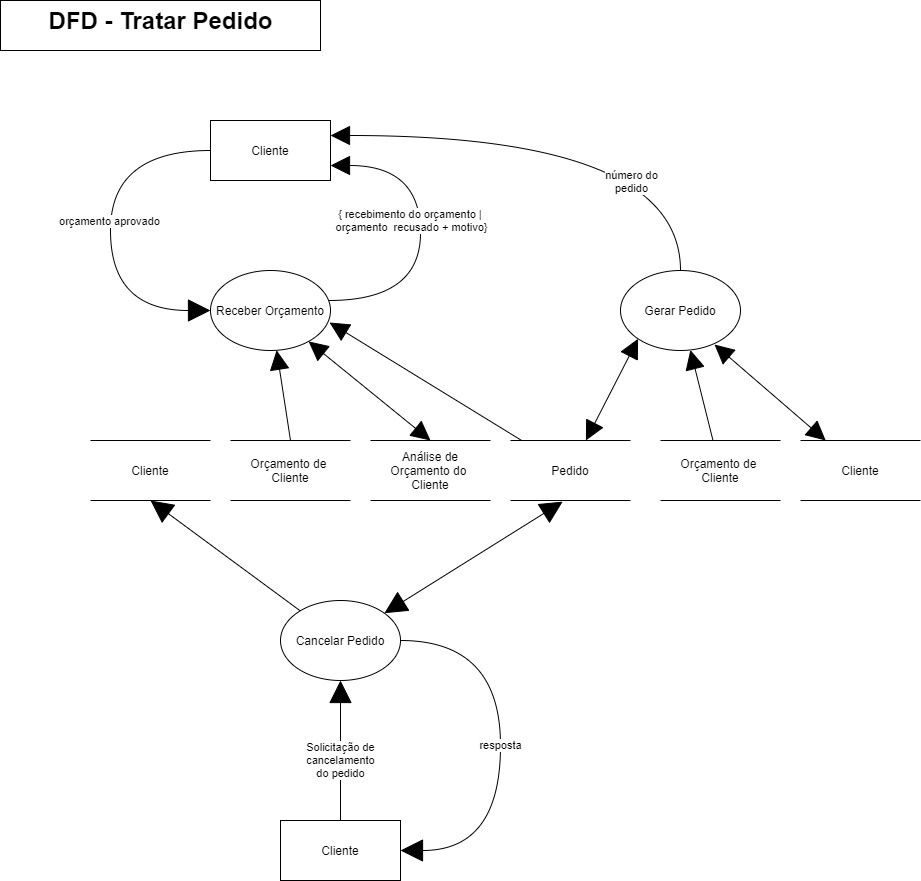 DFD - Tratar Pedido
Cliente
número do
pedido
orçamento aprovado
{ recebimento do orçamento |
orçamento  recusado + motivo}
Receber Orçamento
Gerar Pedido
Cliente
Orçamento de
Cliente
Análise de
Orçamento do
Cliente
Pedido
Orçamento de
Cliente
Cliente
Cancelar Pedido
Solicitação de
cancelamento
do pedido
resposta
Cliente